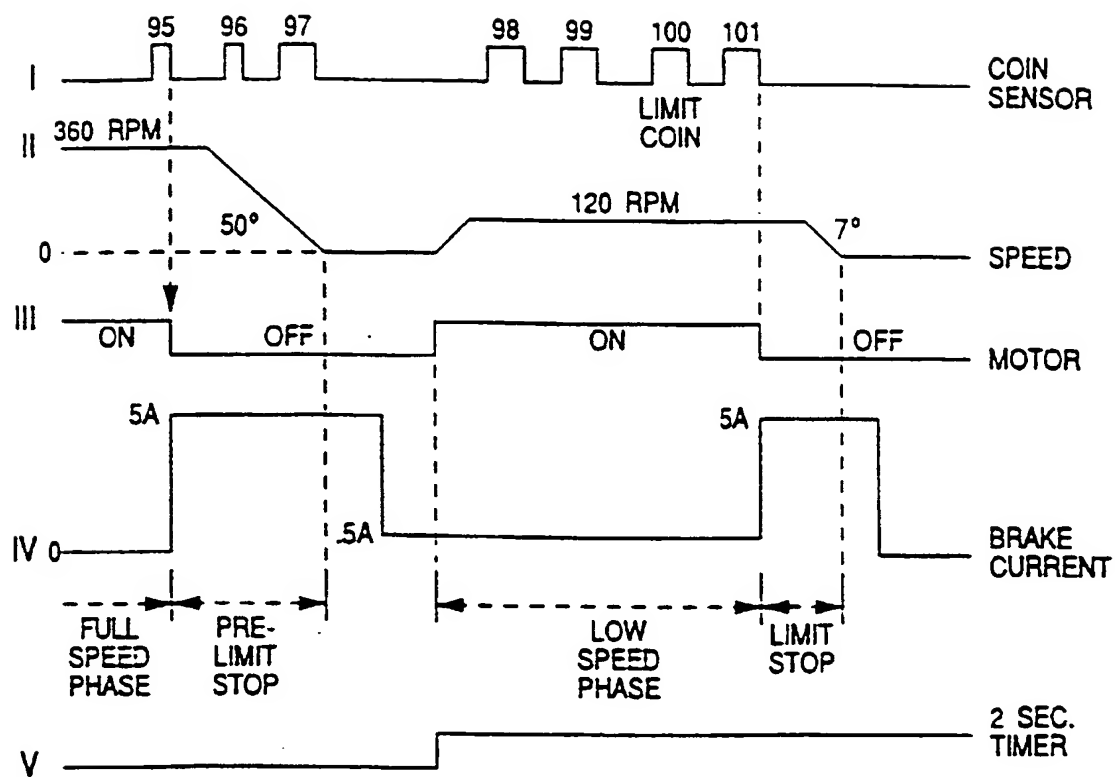 95 96 97 98 99 100 101
I
COIN
SENSOR
LIMIT
COIN
II 360 RPM
50°
120 RPM
7°
0
SPEED
III
ON
OFF
ON
OFF
MOTOR
5A
5A
.5A
IV 0
BRAKE
CURRENT
FULL
SPEED
PHASE
PRE-
LIMIT
STOP
LOW
SPEED
PHASE
LIMIT
STOP
2 SEC.
TIMER
V